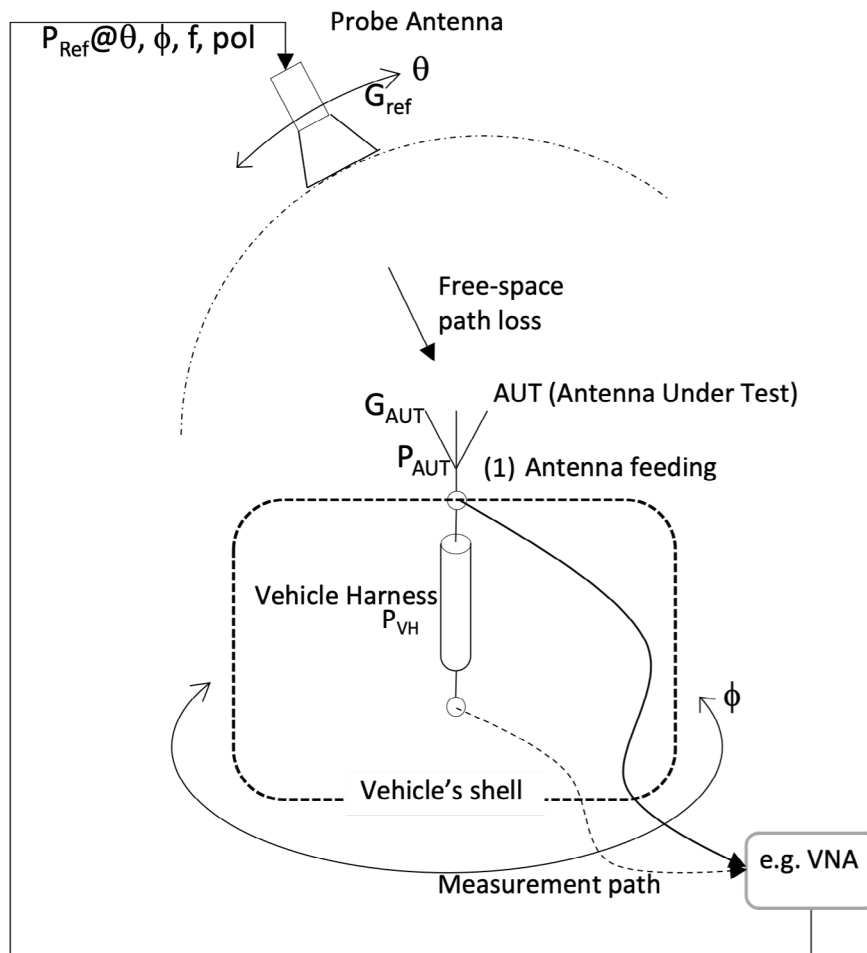 P_Ref@θ, ϕ, f, pol
Probe Antenna
θ
G_ref
Free-space
path loss
AUT (Antenna Under Test)
G_AUT
P_AUT
(1) Antenna feeding
Vehicle Harness
P_VH
ϕ
Vehicle's shell
e.g. VNA
Measurement path